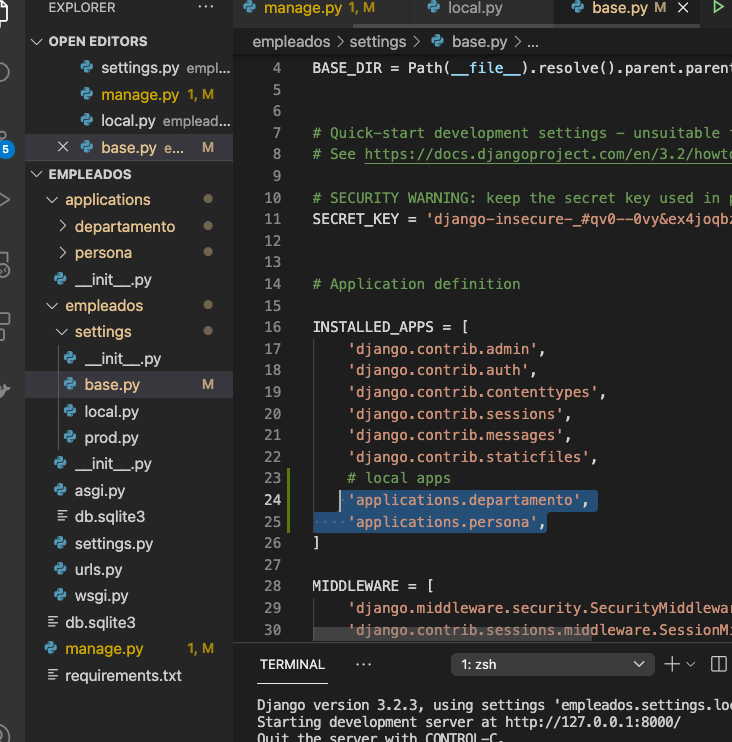 EXPLORER ...
OPEN EDITORS
settings.py empl...
manage.py 1, M
local.py emplead...
base.py e... M
5
EMPLEADOS
applications
departamento
persona
__init__.py
empleados
settings
__init__.py
base.py M
local.py
prod.py
__init__.py
asgi.py
db.sqlite3
settings.py
urls.py
wsgi.py
db.sqlite3
manage.py 1, M
requirements.txt
manage.py 1, M local.py base.py M
empleados > settings > base.py > ...
4 BASE_DIR = Path(__file__).resolve().parent.parent
5
6
7 # Quick-start development settings - unsuitable
8 # See https://docs.djangoproject.com/en/3.2/howto
9
10 # SECURITY WARNING: keep the secret key used in
11 SECRET_KEY = 'django-insecure-_#qv0--0vy&ex4joqbz
12
13
14 # Application definition
15
16 INSTALLED_APPS = [
17 'django.contrib.admin',
18 'django.contrib.auth',
19 'django.contrib.contenttypes',
20 'django.contrib.sessions',
21 'django.contrib.messages',
22 'django.contrib.staticfiles',
23 # local apps
24 'applications.departamento',
25 'applications.persona',
26 ]
27
28 MIDDLEWARE = [
29 'django.middleware.security.SecurityMiddlewar
30 'django.contrib.sessions.middleware.SessionMi
TERMINAL ... 1: zsh
Django version 3.2.3, using settings 'empleados.settings.lo
Starting development server at http://127.0.0.1:8000/
Quit the server with CONTROL-C.